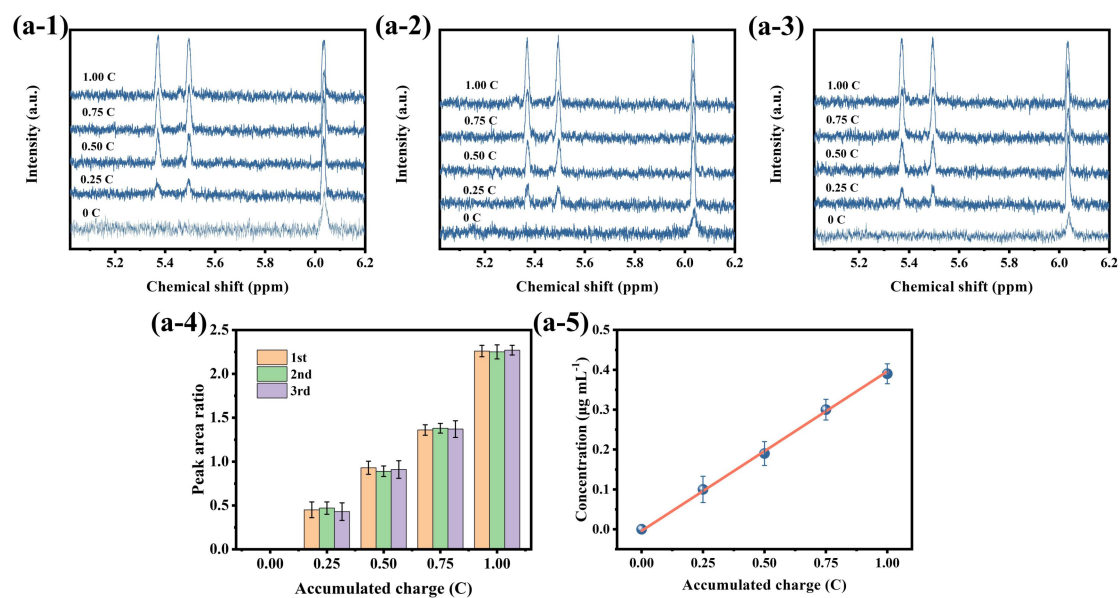 (a-1)
Intensity (a.u.)
1.00 C
0.75 C
0.50 C
0.25 C
0 C
5.2 5.4 5.6 5.8 6.0 6.2
Chemical shift (ppm)
(a-2)
Intensity (a.u.)
1.00 C
0.75 C
0.50 C
0.25 C
0 C
5.2 5.4 5.6 5.8 6.0 6.2
Chemical shift (ppm)
(a-3)
Intensity (a.u.)
1.00 C
0.75 C
0.50 C
0.25 C
0 C
5.2 5.4 5.6 5.8 6.0 6.2
Chemical shift (ppm)
(a-4)
Peak area ratio
2.5
2.0
1.5
1.0
0.5
0.0
1st
2nd
3rd
0.00 0.25 0.50 0.75 1.00
Accumulated charge (C)
(a-5)
Concentration (μg mL⁻¹)
0.5
0.4
0.3
0.2
0.1
0.0
0.00 0.25 0.50 0.75 1.00
Accumulated charge (C)